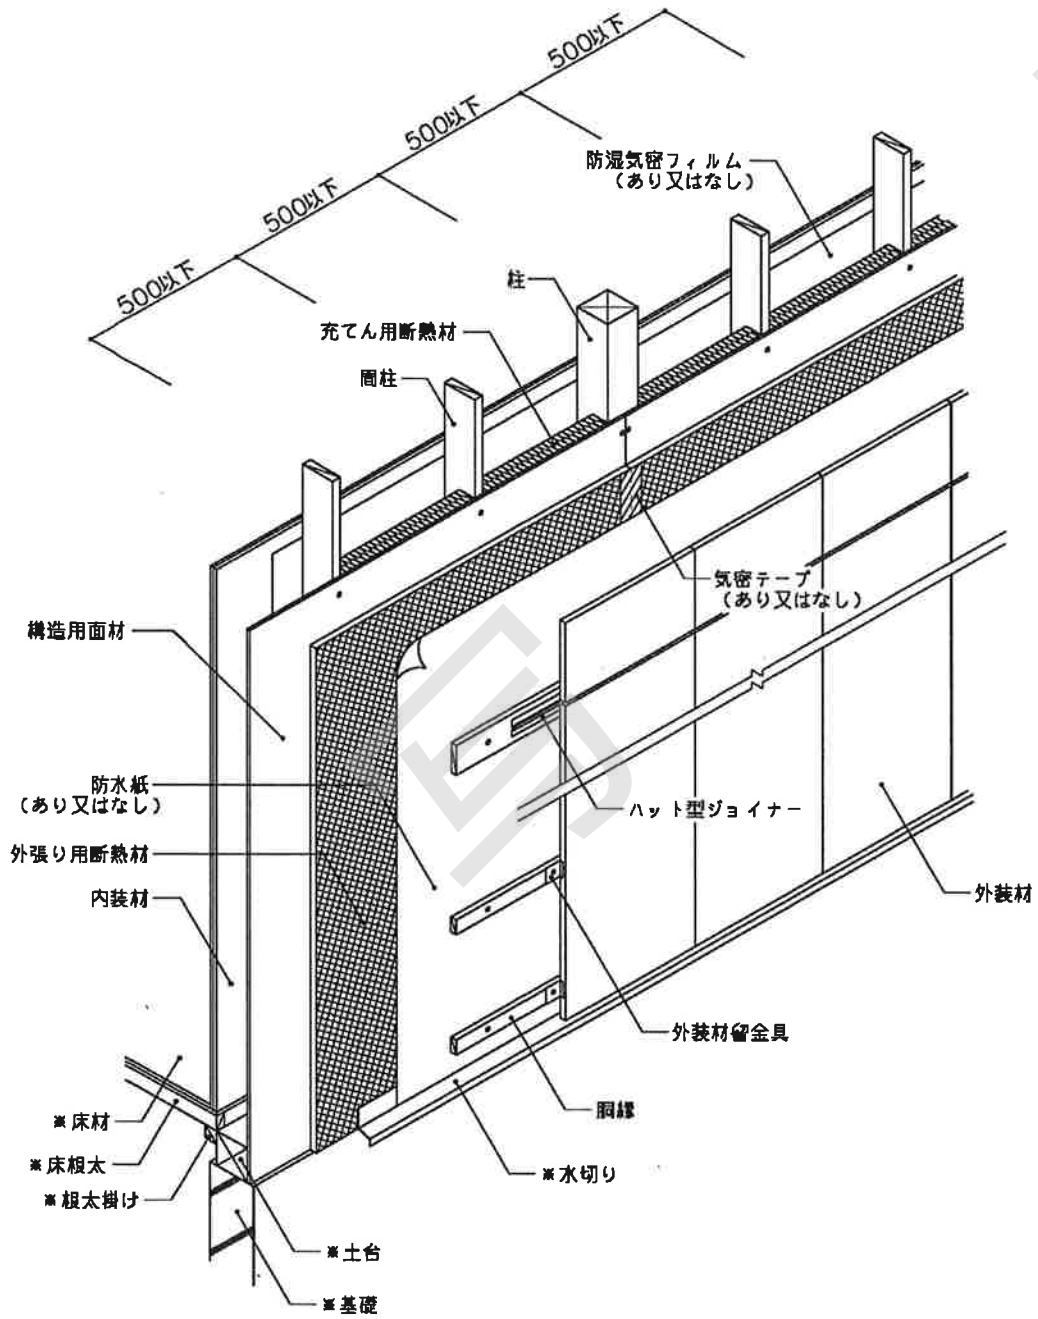 500以下
500以下
500以下
500以下
防湿気密フィルム
(あり又はなし)
柱
充てん用断熱材
間柱
気密テープ
(あり又はなし)
構造用面材
防水紙
(あり又はなし)
ハット型ジョイナー
外張り用断熱材
内装材
外装材
外装材留金具
胴縁
※床材
※床根太
※水切り
※根太掛け
※土台
※基礎
写